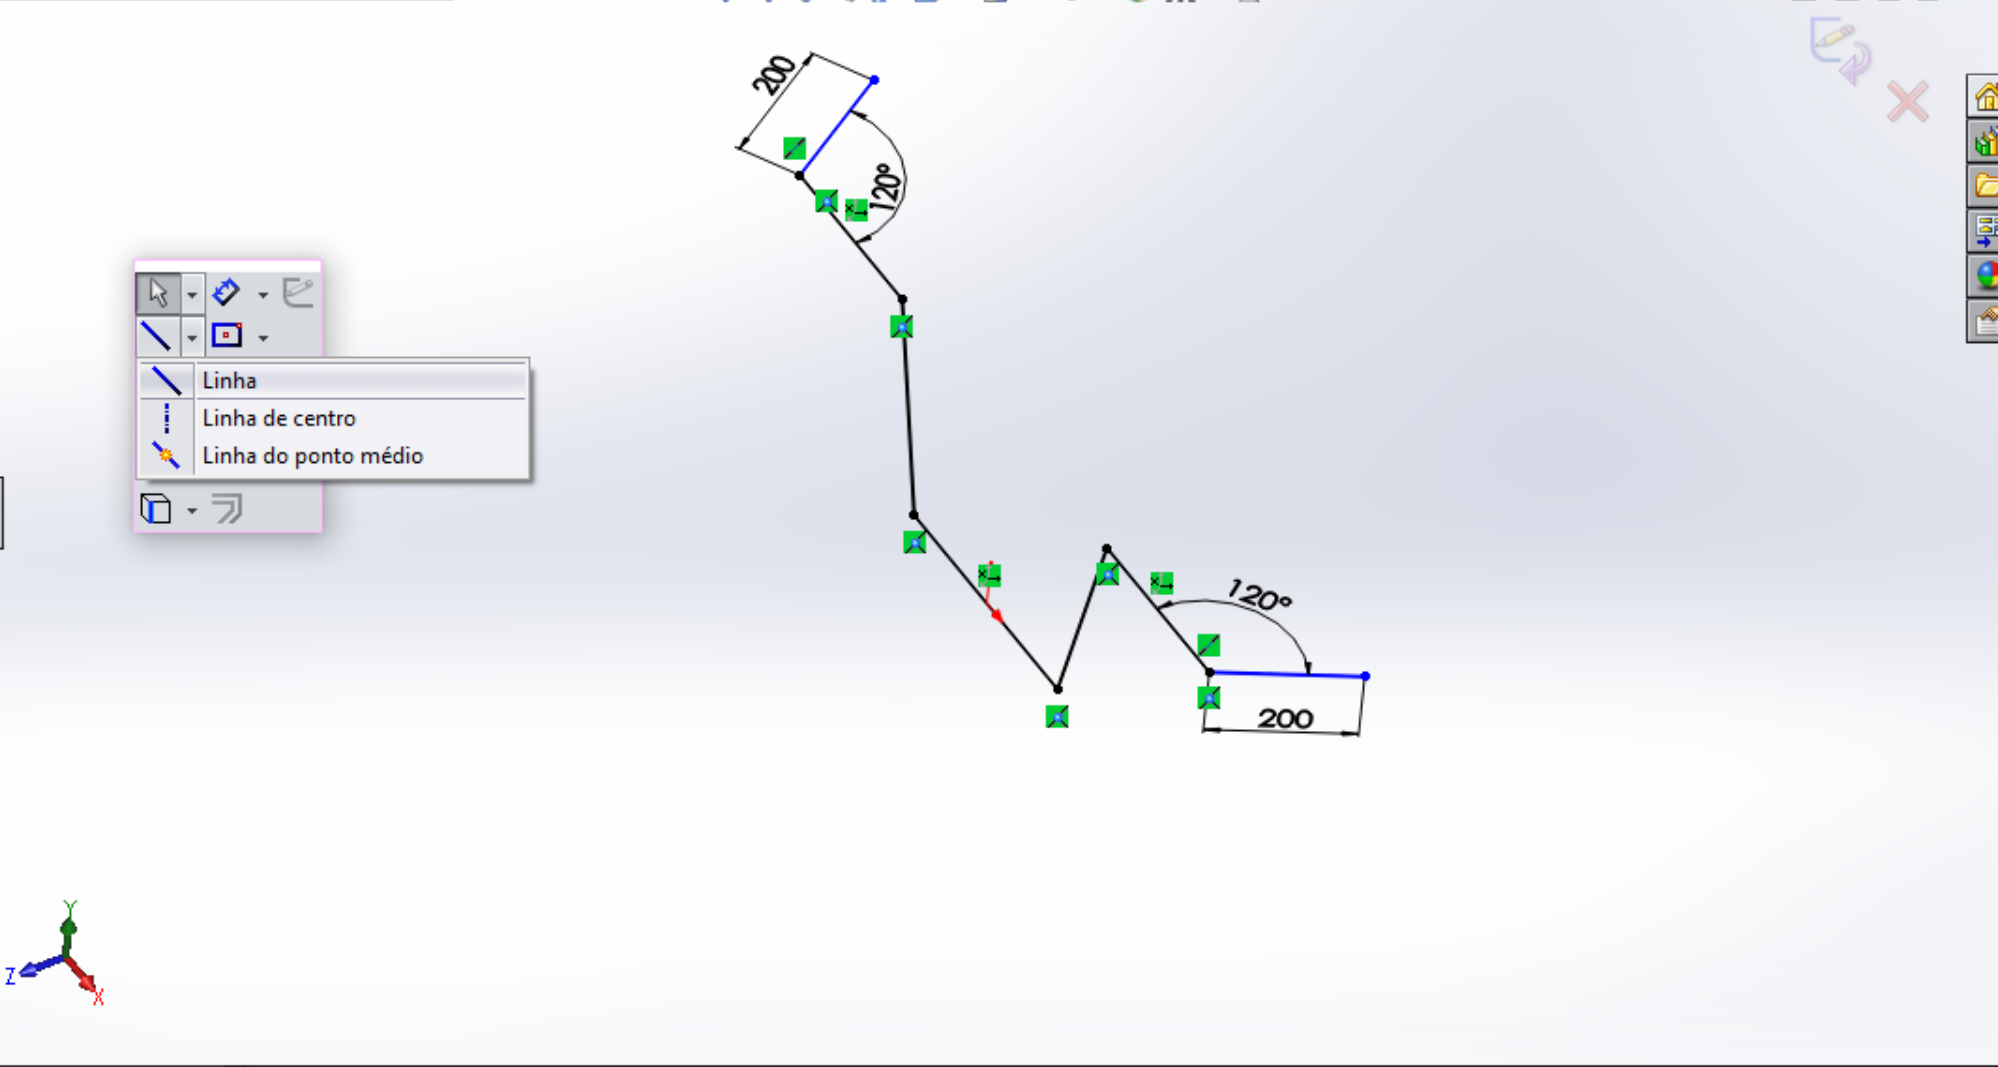 200
120°
Linha
Linha de centro
Linha do ponto médio
120°
200
Y
Z
X